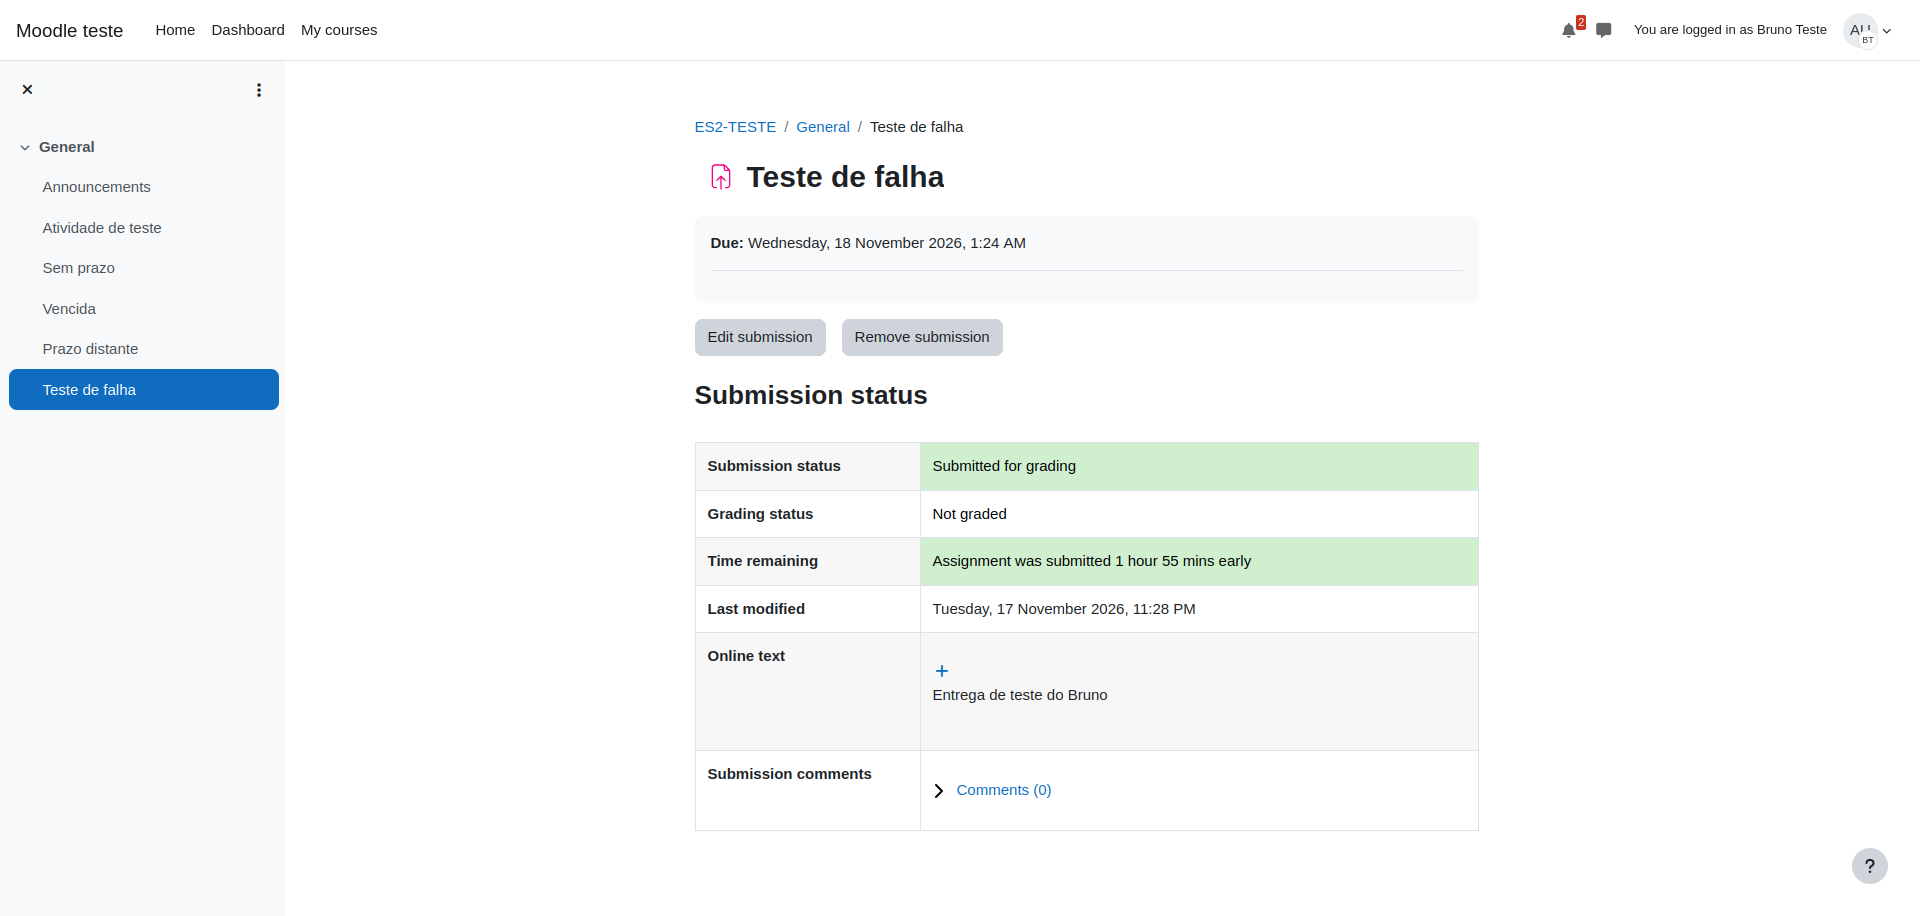 Moodle teste
Home Dashboard My courses
2
You are logged in as Bruno Teste
BT
General
Announcements
Atividade de teste
Sem prazo
Vencida
Prazo distante
Teste de falha
ES2-TESTE / General / Teste de falha
Teste de falha
Due: Wednesday, 18 November 2026, 1:24 AM
Edit submission Remove submission
Submission status
Submission status Submitted for grading
Grading status Not graded
Time remaining Assignment was submitted 1 hour 55 mins early
Last modified Tuesday, 17 November 2026, 11:28 PM
Online text
+
Entrega de teste do Bruno
Submission comments Comments (0)
?